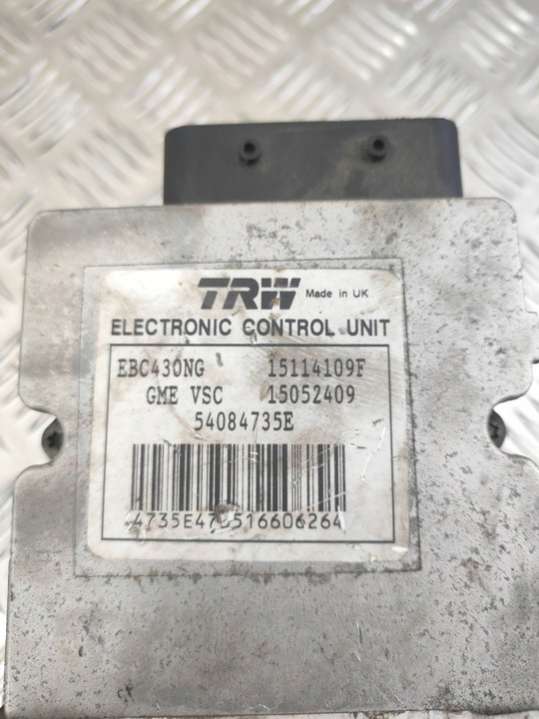 TRW Made in UK
ELECTRONIC CONTROL UNIT
EBC430NG 15114109F
GME VSC 15052409
54084735E